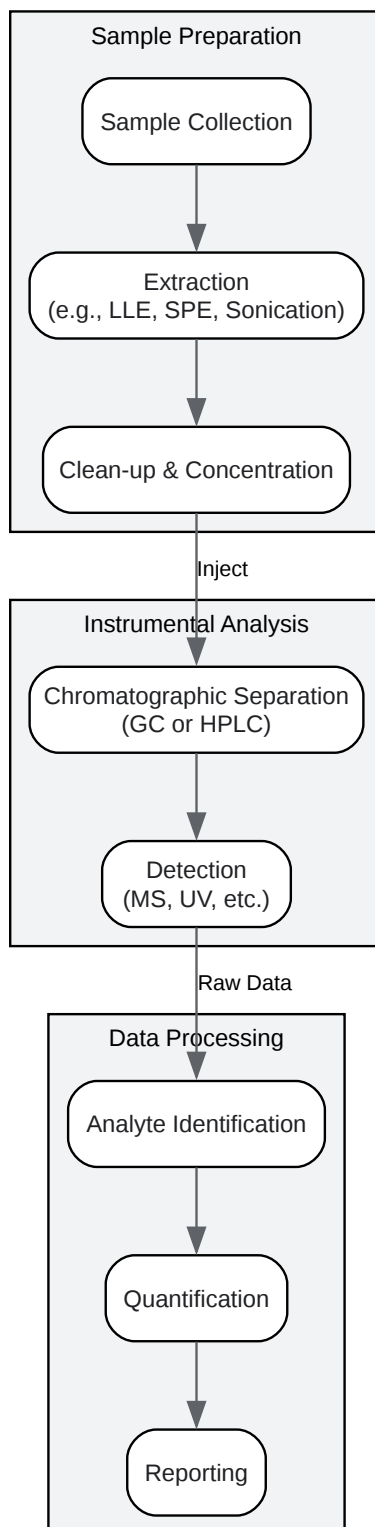 Sample Preparation
Sample Collection
Extraction
(e.g., LLE, SPE, Sonication)
Clean-up & Concentration
Inject
Instrumental Analysis
Chromatographic Separation
(GC or HPLC)
Detection
(MS, UV, etc.)
Raw Data
Data Processing
Analyte Identification
Quantification
Reporting